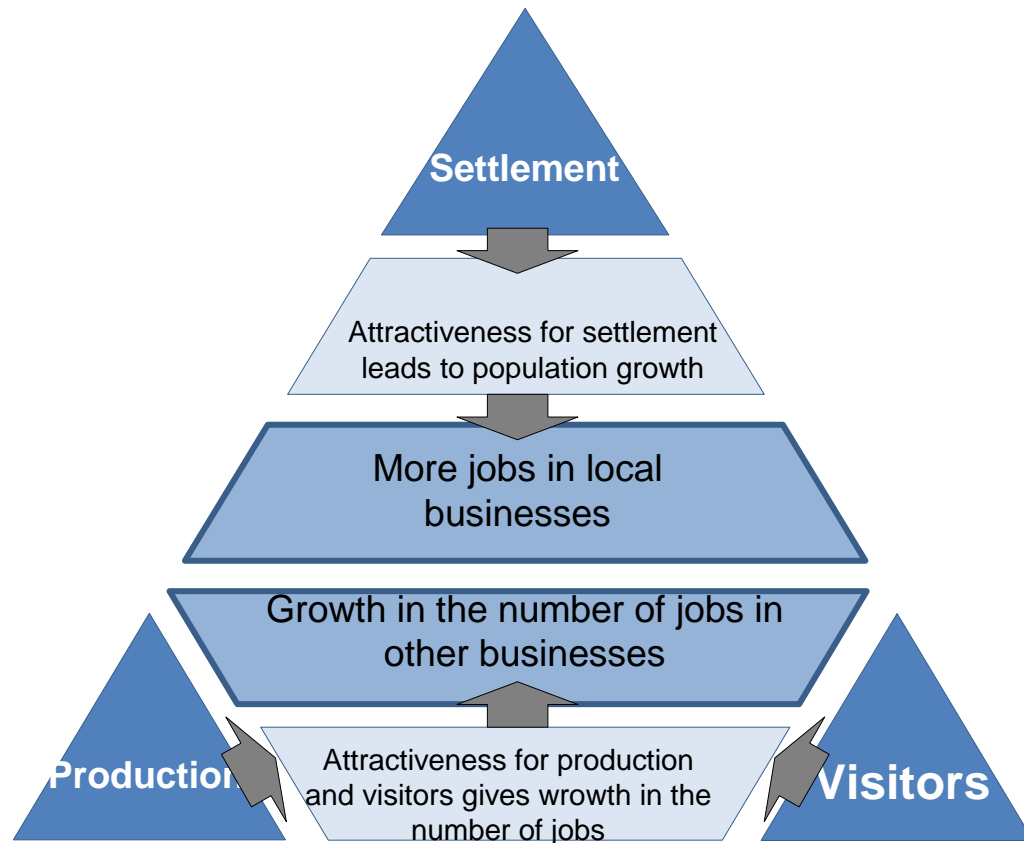 Settlement
Attractiveness for settlement
leads to population growth
More jobs in local
businesses
Growth in the number of jobs in
other businesses
Production
Attractiveness for production
and visitors gives wrowth in the
number of jobs
Visitors